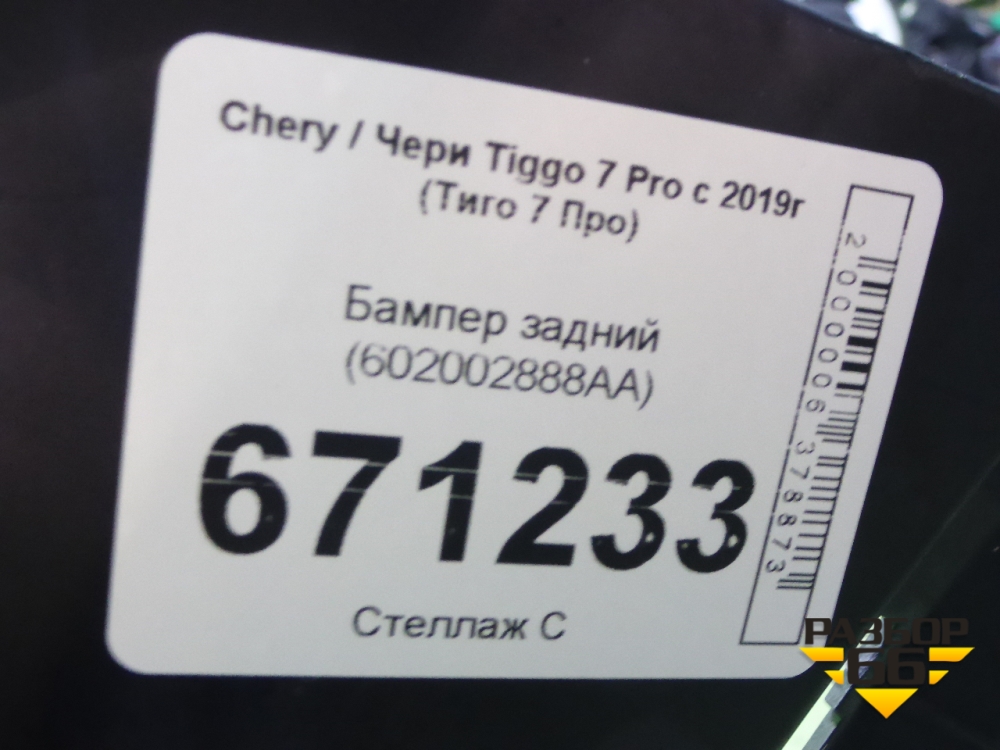 Chery / Чери Tiggo 7 Pro с 2019г
(Тиго 7 Про)
Бампер задний
(602002888AA)
671233
Стеллаж С
2000006378873
РАЗБОР
66